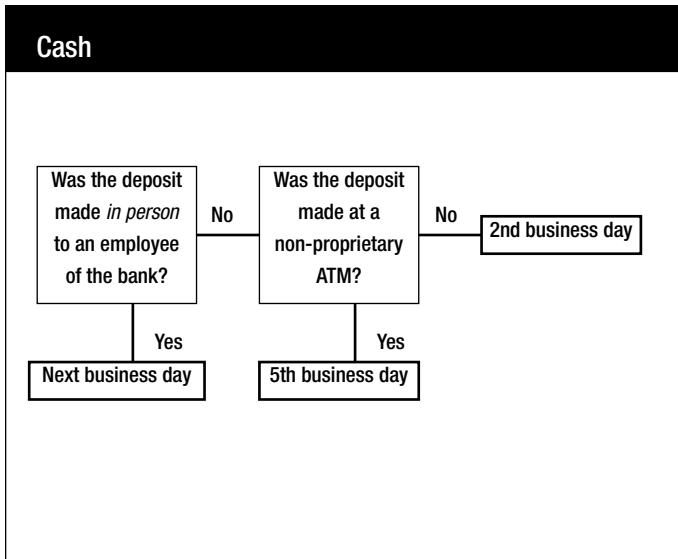 Cash
Was the deposit
made in person
to an employee
of the bank?
No
Was the deposit
made at a
non-proprietary
ATM?
No
2nd business day
Yes
Next business day
Yes
5th business day